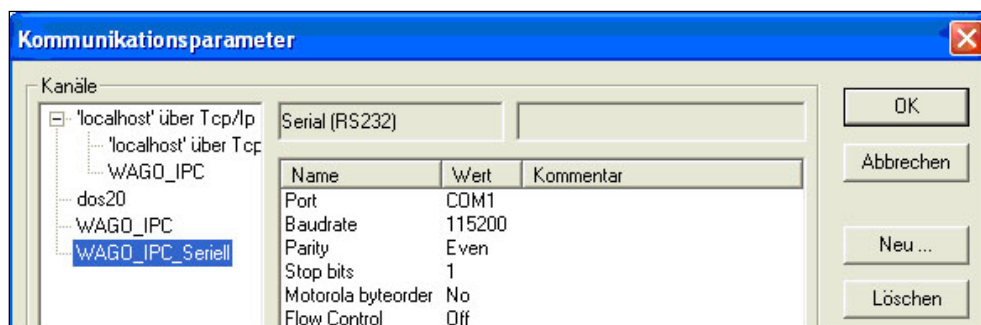 Kommunikationsparameter
Kanäle
'localhost' über Tcp/Ip
'localhost' über Tcp
WAGO_IPC
dos20
WAGO_IPC
WAGO_IPC_Seriell
Serial (RS232)
Name Wert Kommentar
Port COM1
Baudrate 115200
Parity Even
Stop bits 1
Motorola byteorder No
Flow Control Off
OK
Abbrechen
Neu ...
Löschen